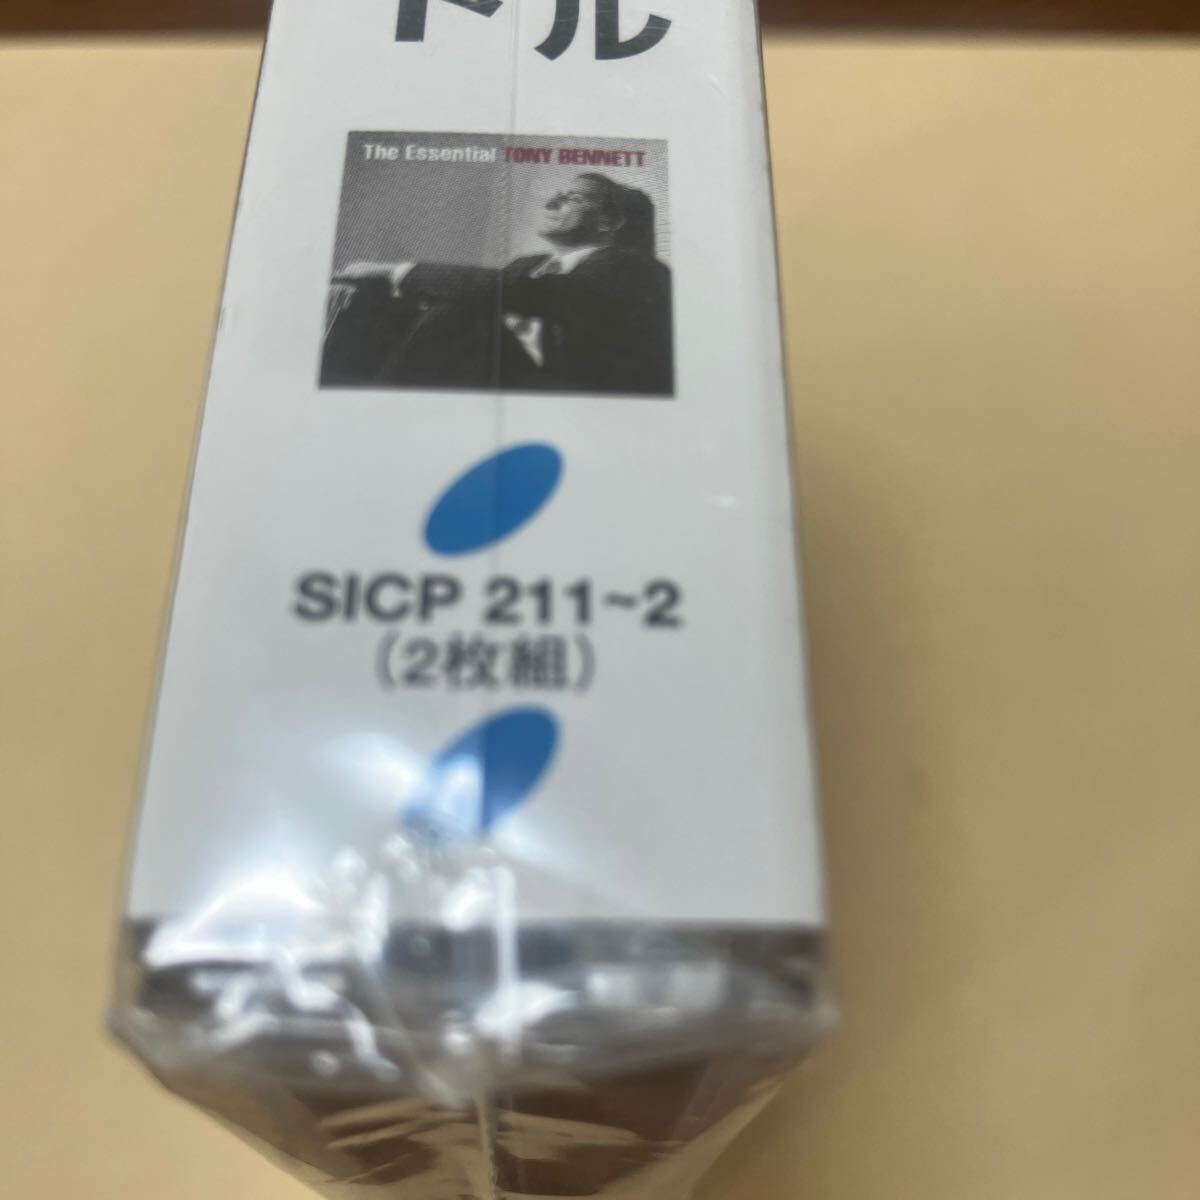 ドル
The Essential TONY BENNETT
SICP 211~2
(2枚組)